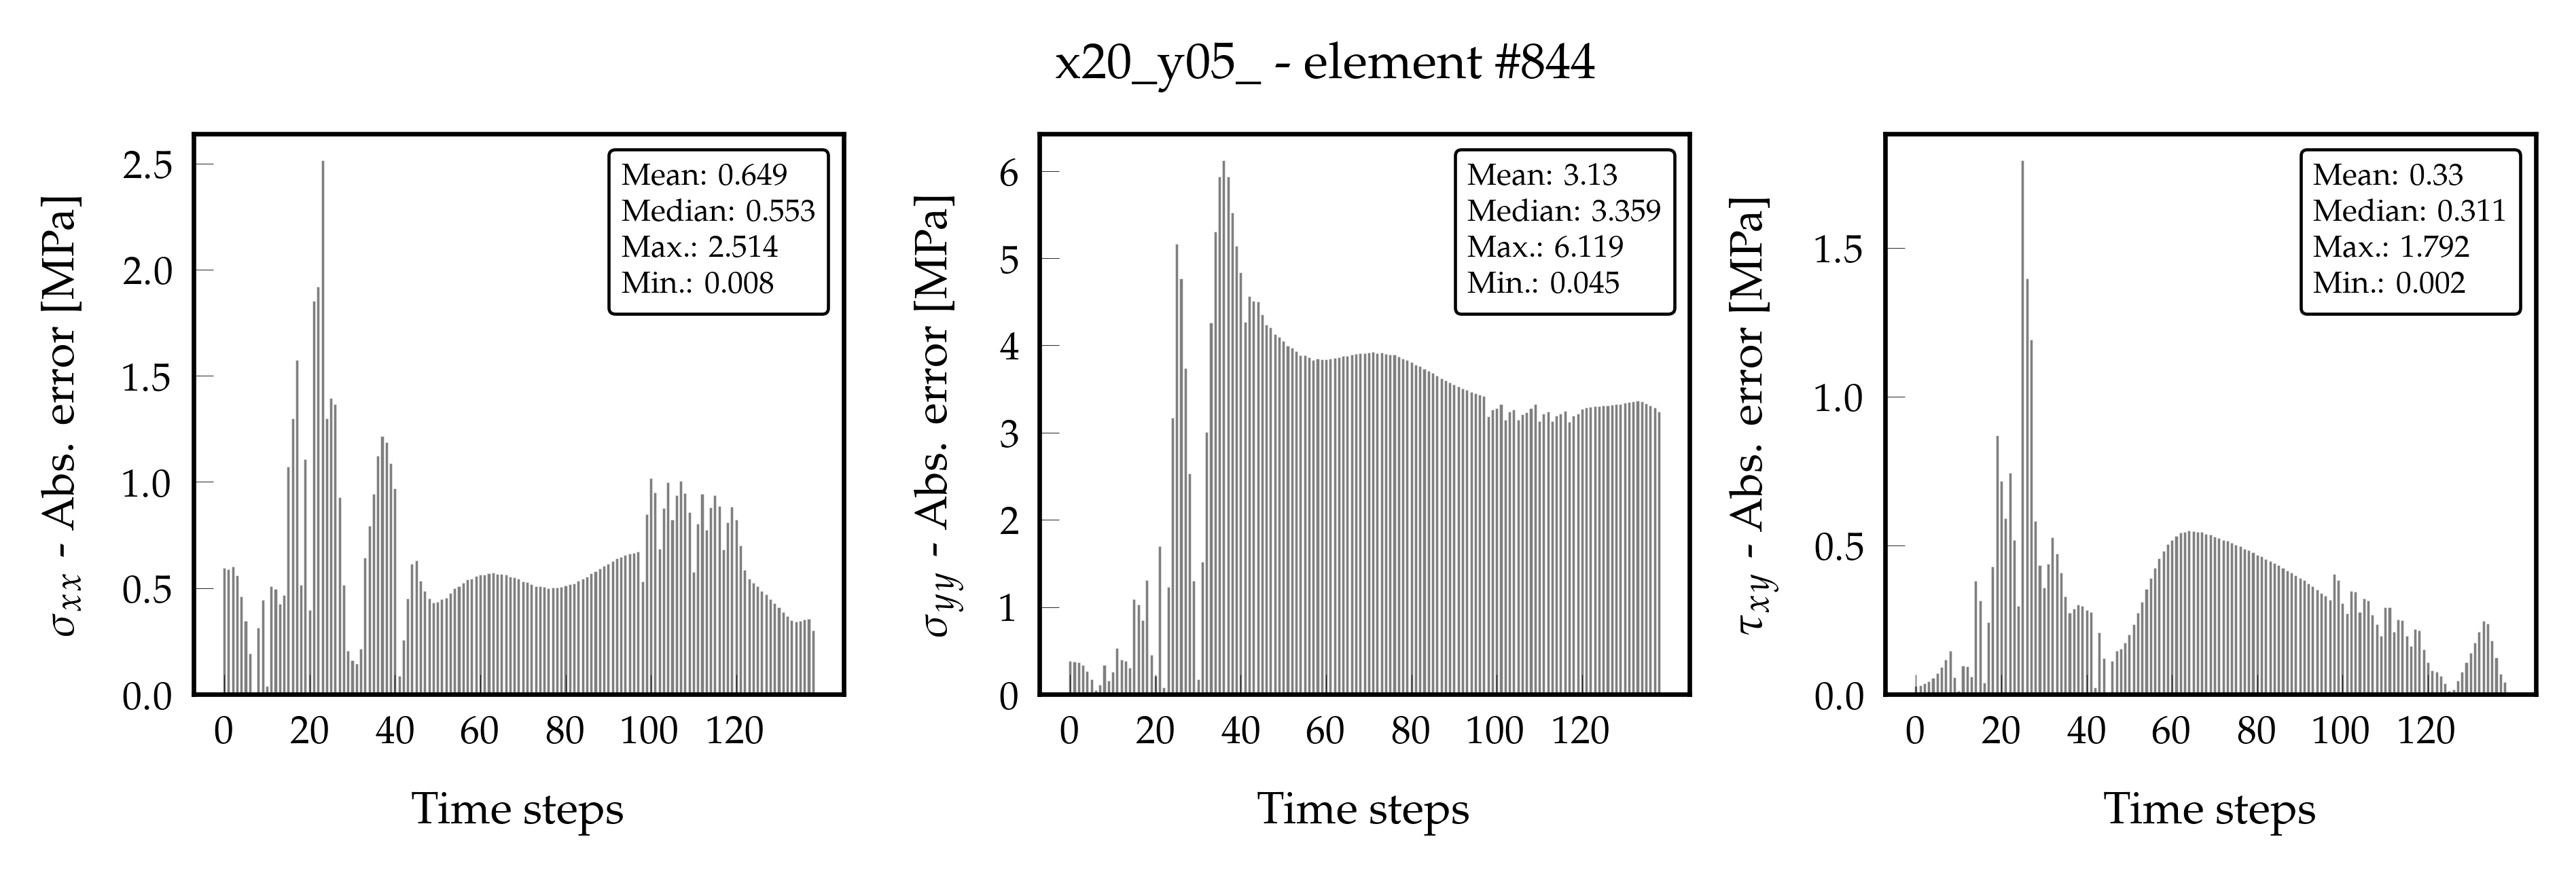 x20_y05_ - element #844
σxx - Abs. error [MPa]
2.5
2.0
1.5
1.0
0.5
0.0
Mean: 0.649
Median: 0.553
Max.: 2.514
Min.: 0.008
0 20 40 60 80 100 120
Time steps
σyy - Abs. error [MPa]
6
5
4
3
2
1
0
Mean: 3.13
Median: 3.359
Max.: 6.119
Min.: 0.045
0 20 40 60 80 100 120
Time steps
τxy - Abs. error [MPa]
1.5
1.0
0.5
0.0
Mean: 0.33
Median: 0.311
Max.: 1.792
Min.: 0.002
0 20 40 60 80 100 120
Time steps